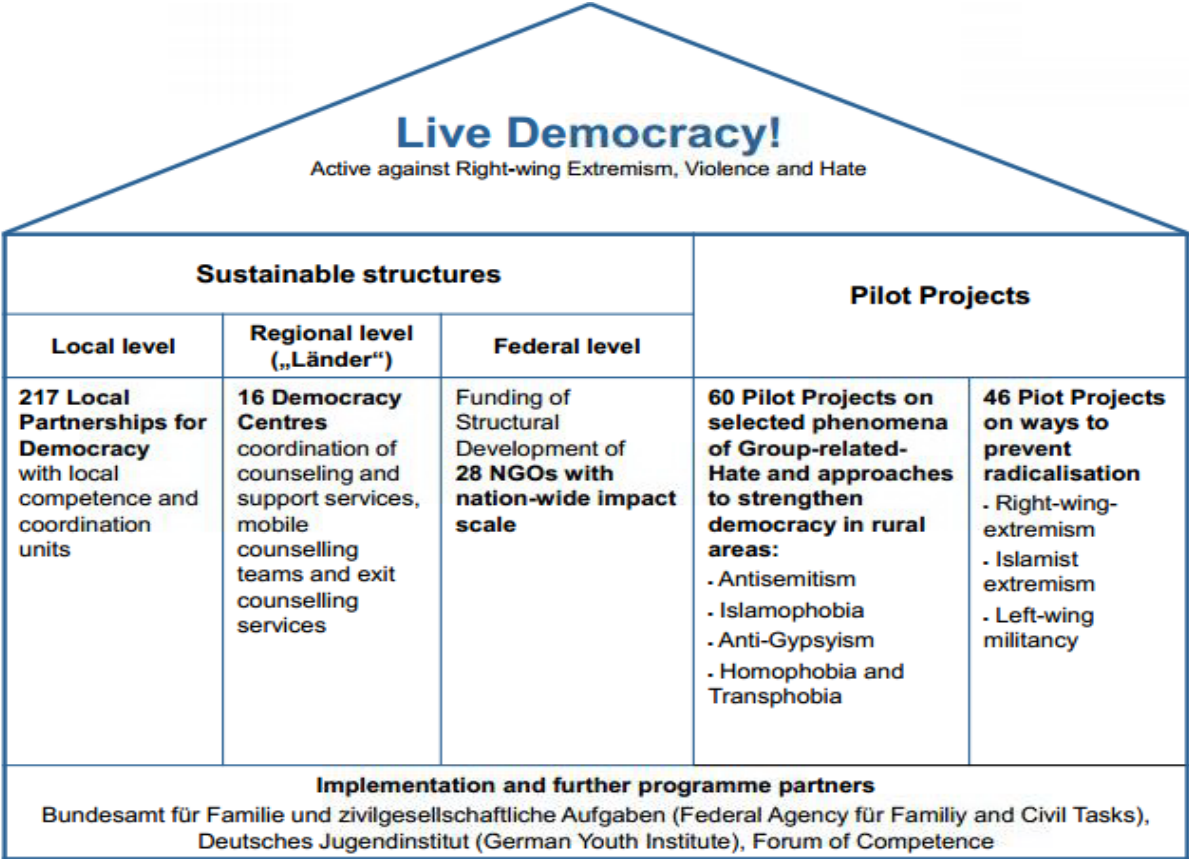 Live Democracy!
Active against Right-wing Extremism, Violence and Hate
Sustainable structures
Pilot Projects
Local level
Regional level
(„Länder“)
Federal level
217 Local
Partnerships for
Democracy
with local
competence and
coordination
units
16 Democracy
Centres
coordination of
counseling and
support services,
mobile
counselling
teams and exit
counselling
services
Funding of
Structural
Development of
28 NGOs with
nation-wide impact
scale
60 Pilot Projects on
selected phenomena
of Group-related-
Hate and approaches
to strengthen
democracy in rural
areas:
- Antisemitism
- Islamophobia
- Anti-Gypsyism
- Homophobia and
Transphobia
46 Piot Projects
on ways to
prevent
radicalisation
- Right-wing-
extremism
- Islamist
extremism
- Left-wing
militancy
Implementation and further programme partners
Bundesamt für Familie und zivilgesellschaftliche Aufgaben (Federal Agency für Familiy and Civil Tasks),
Deutsches Jugendinstitut (German Youth Institute), Forum of Competence